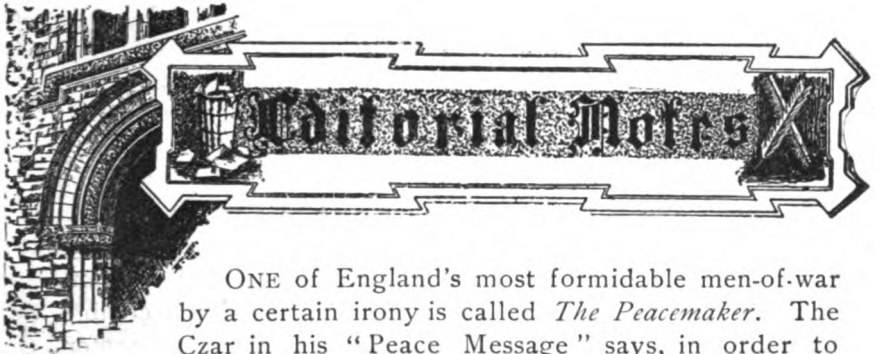 Editorial Notes
ONE of England's most formidable men-of-war
by a certain irony is called The Peacemaker. The
Czar in his “Peace Message” says, in order to